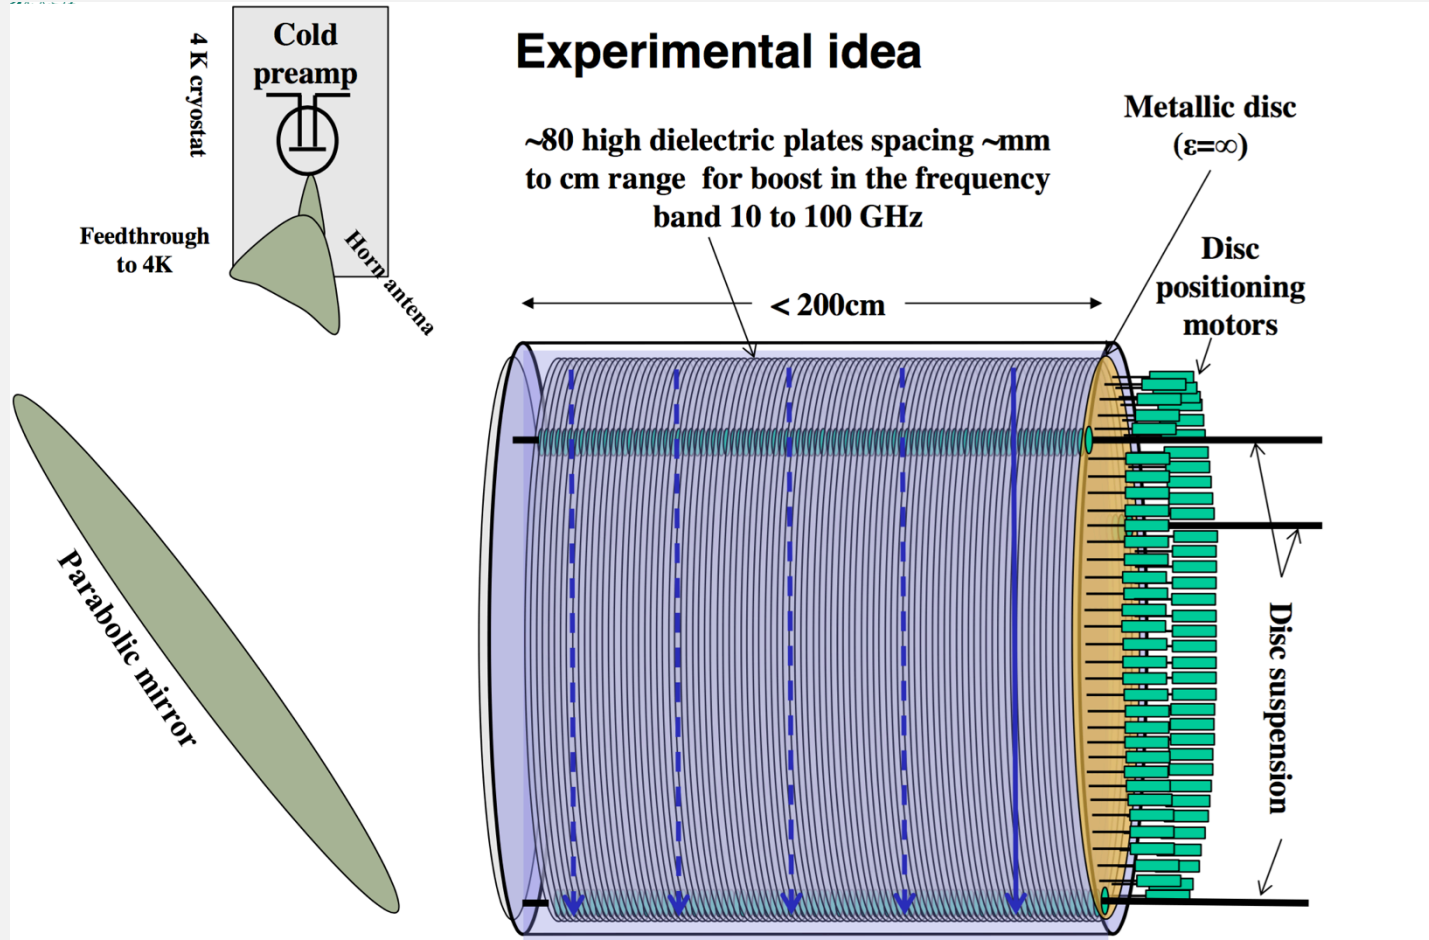 Experimental idea
4 K cryostat
Cold
preamp
Feedthrough
to 4K
Horn antena
Parabolic mirror
~80 high dielectric plates spacing ~mm
to cm range for boost in the frequency
band 10 to 100 GHz
< 200cm
Metallic disc
(ε=∞)
Disc
positioning
motors
Disc suspension